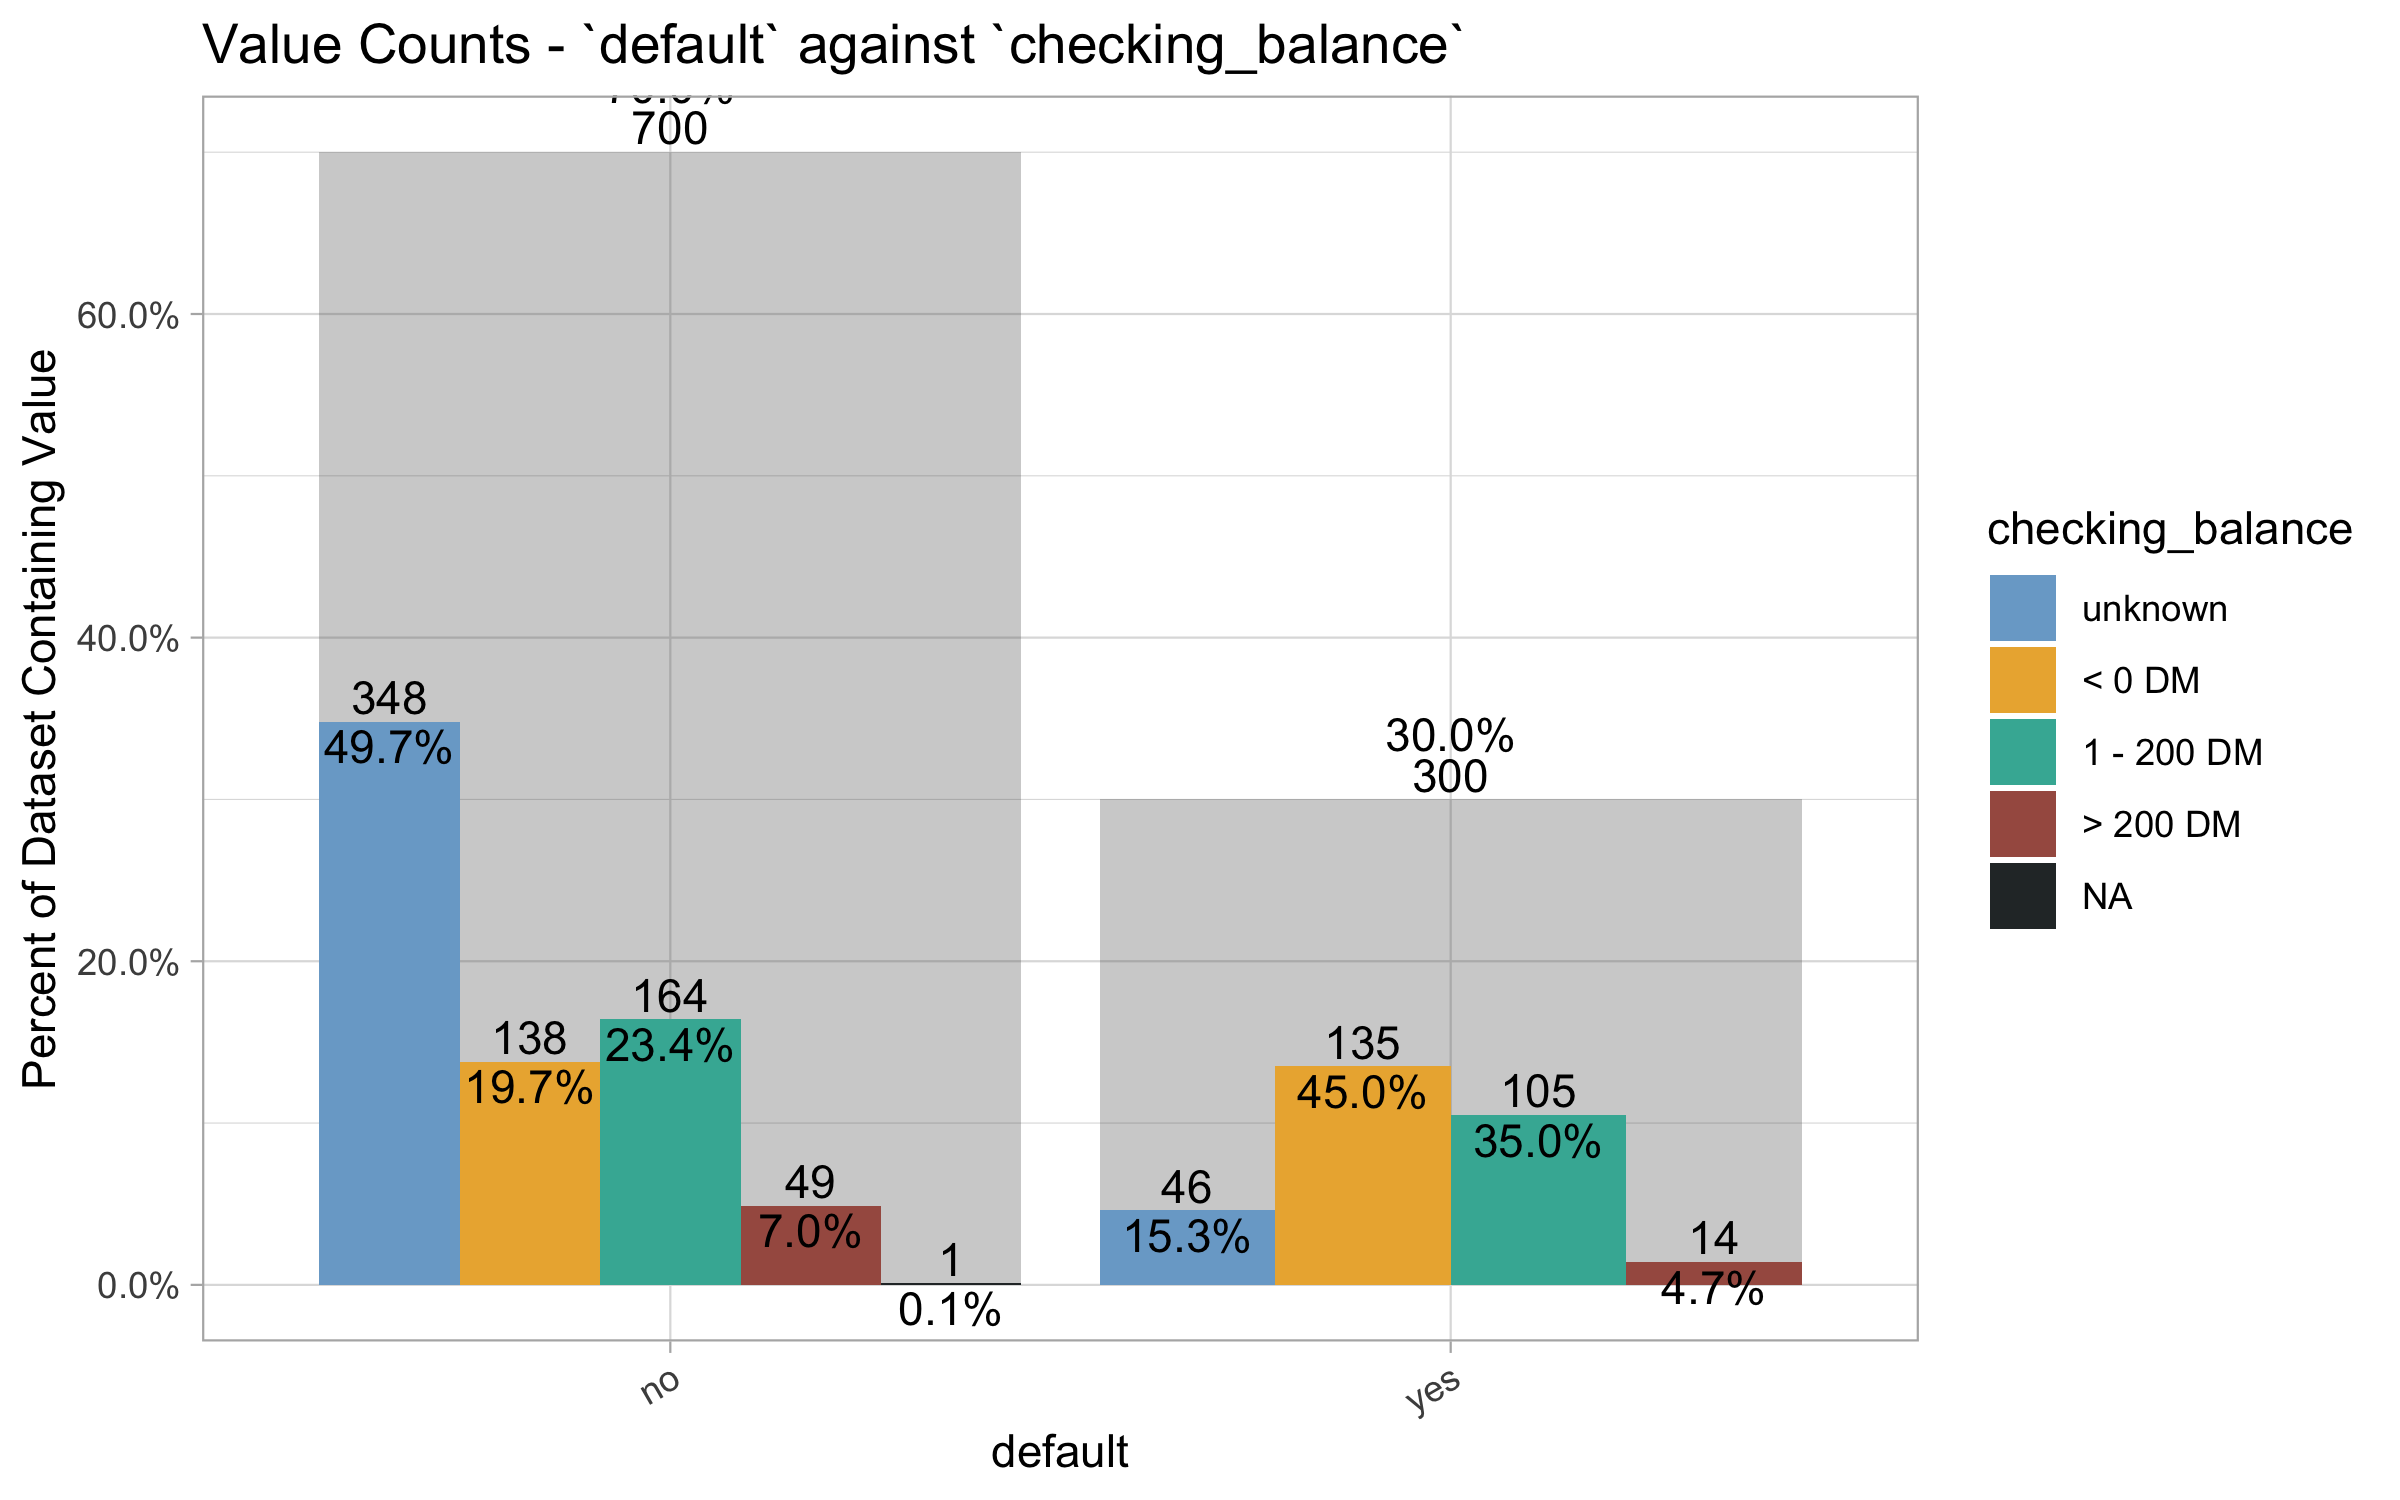 Value Counts - `default` against `checking_balance`
700
60.0%
40.0%
20.0%
0.0%
Percent of Dataset Containing Value
348
49.7%
138
19.7%
164
23.4%
49
7.0%
1
0.1%
30.0%
300
46
15.3%
135
45.0%
105
35.0%
14
4.7%
no
yes
default
checking_balance
unknown
< 0 DM
1 - 200 DM
> 200 DM
NA